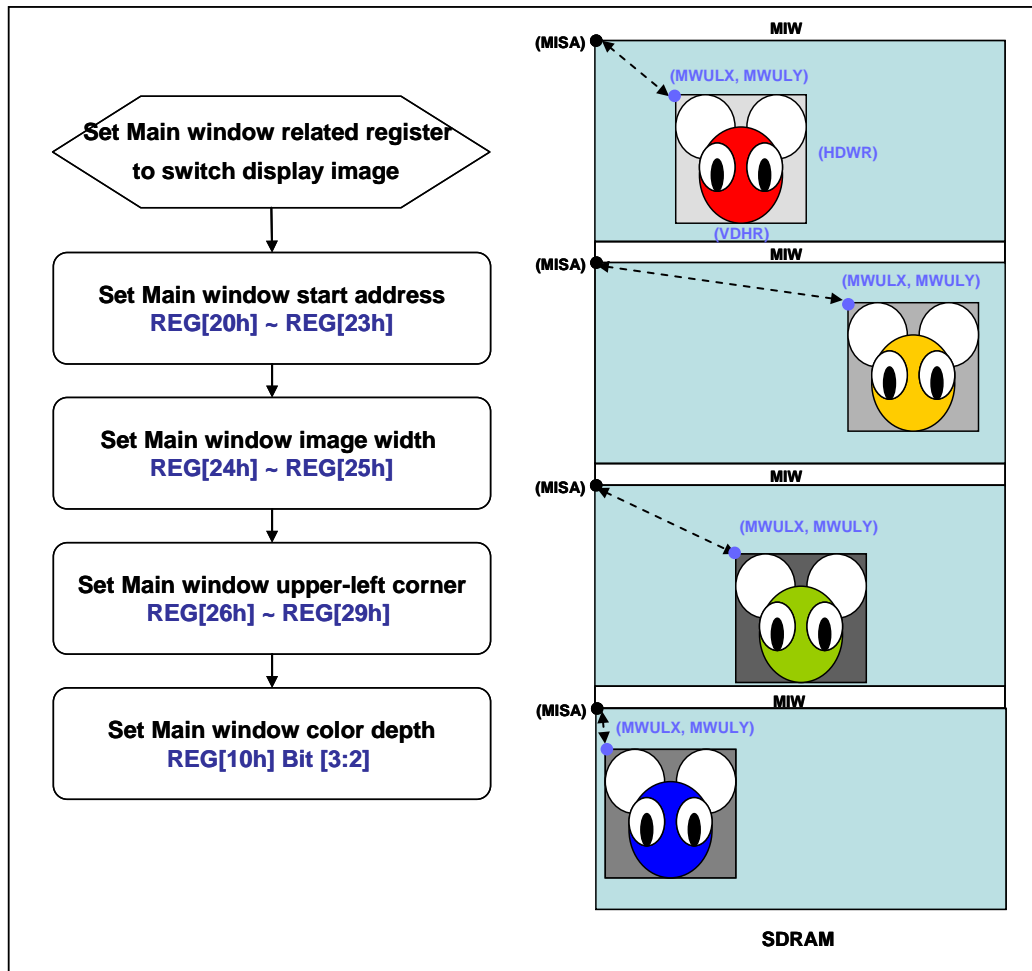 Set Main window related register
to switch display image
Set Main window start address
REG[20h] ~ REG[23h]
Set Main window image width
REG[24h] ~ REG[25h]
Set Main window upper-left corner
REG[26h] ~ REG[29h]
Set Main window color depth
REG[10h] Bit [3:2]
MIW
(MISA)
(MWULX, MWULY)
(HDWR)
(VDHR)
MIW
(MISA)
(MWULX, MWULY)
MIW
(MISA)
(MWULX, MWULY)
MIW
(MISA)
(MWULX, MWULY)
SDRAM